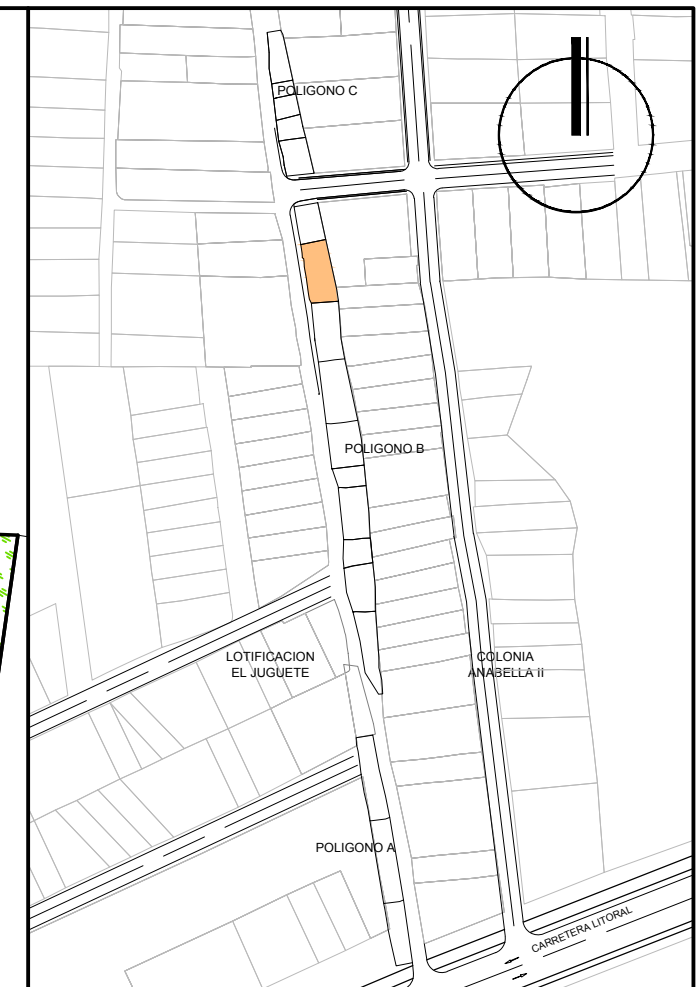 POLIGONO C
POLIGONO B
LOTIFICACION
EL JUGUETE
COLONIA
ANABELLA II
POLIGONO A
CARRETERA LITORAL